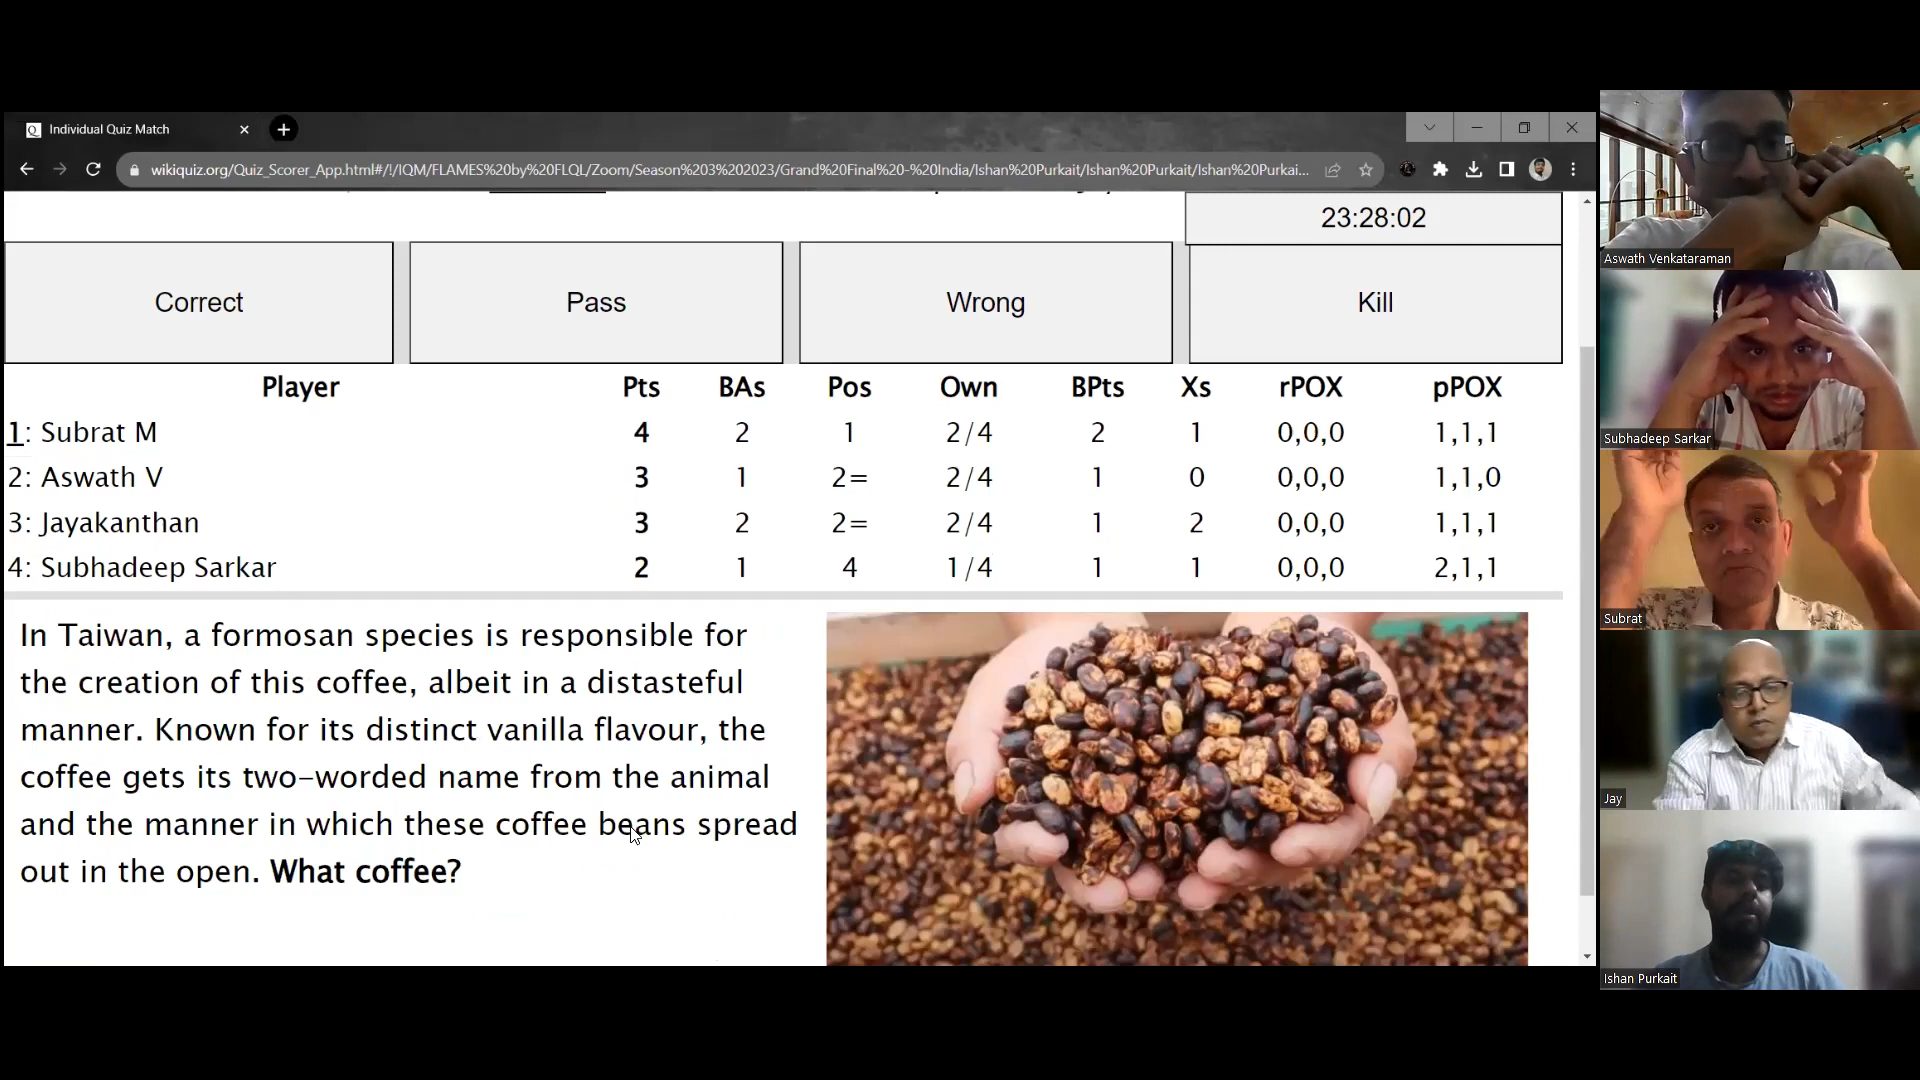 Individual Quiz Match
wikiquiz.org/Quiz_Scorer_App.html#/!/IQM/FLAMES%20by%20FLQL/Zoom/Season%203%202023/Grand%20Final%20-%20India/Ishan%20Purkait/Ishan%20Purkait/Ishan%20Purkai...
23:28:02
Correct Pass Wrong Kill
Player Pts BAs Pos Own BPts Xs rPOX pPOX
1: Subrat M 4 2 1 2/4 2 1 0,0,0 1,1,1
2: Aswath V 3 1 2= 2/4 1 0 0,0,0 1,1,0
3: Jayakanthan 3 2 2= 2/4 1 2 0,0,0 1,1,1
4: Subhadeep Sarkar 2 1 4 1/4 1 1 0,0,0 2,1,1
In Taiwan, a formosan species is responsible for
the creation of this coffee, albeit in a distasteful
manner. Known for its distinct vanilla flavour, the
coffee gets its two-worded name from the animal
and the manner in which these coffee beans spread
out in the open. What coffee?
Aswath Venkataraman
Subhadeep Sarkar
Subrat
Jay
Ishan Purkait